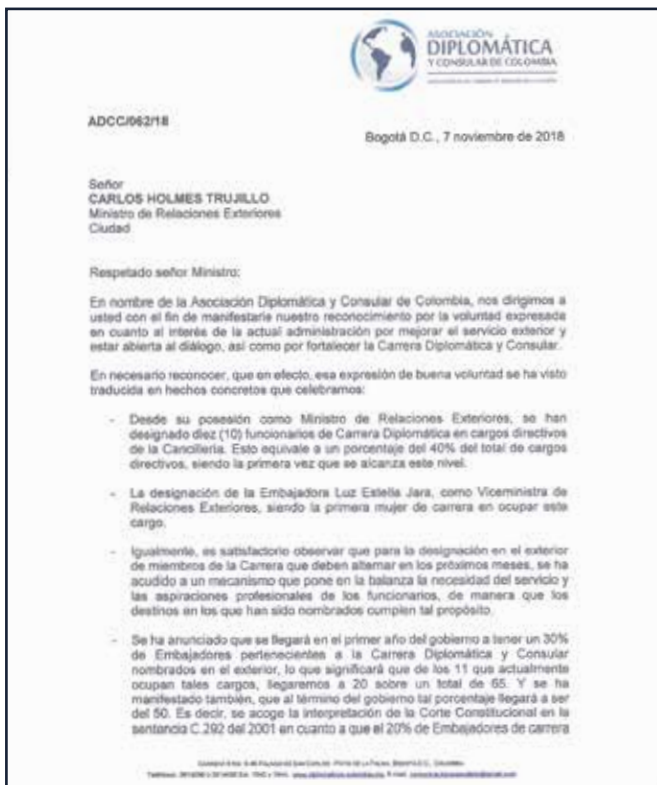 ASOCIACIÓN
DIPLOMÁTICA
Y CONSULAR DE COLOMBIA
ADCC/062/18
Bogotá D.C., 7 noviembre de 2018
Señor
CARLOS HOLMES TRUJILLO
Ministro de Relaciones Exteriores
Ciudad
Respetado señor Ministro:
En nombre de la Asociación Diplomática y Consular de Colombia, nos dirigimos a
usted con el fin de manifestarle nuestro reconocimiento por la voluntad expresada
en cuanto al interés de la actual administración por mejorar el servicio exterior y
estar abierta al diálogo, así como por fortalecer la Carrera Diplomática y Consular.
En necesario reconocer, que en efecto, esa expresión de buena voluntad se ha visto
traducida en hechos concretos que celebramos:
- Desde su posesión como Ministro de Relaciones Exteriores, se han
designado diez (10) funcionarios de Carrera Diplomática en cargos directivos
de la Cancillería. Esto equivale a un porcentaje del 40% del total de cargos
directivos, siendo la primera vez que se alcanza este nivel.
- La designación de la Embajadora Luz Estella Jara, como Viceministra de
Relaciones Exteriores, siendo la primera mujer de carrera en ocupar este
cargo.
- Igualmente, es satisfactorio observar que para la designación en el exterior
de miembros de la Carrera que deben alternar en los próximos meses, se ha
acudido a un mecanismo que pone en la balanza la necesidad del servicio y
las aspiraciones profesionales de los funcionarios, de manera que los
destinos en los que han sido nombrados cumplen tal propósito.
- Se ha anunciado que se llegará en el primer año del gobierno a tener un 30%
de Embajadores pertenecientes a la Carrera Diplomática y Consular
nombrados en el exterior, lo que significará que de los 11 que actualmente
ocupan tales cargos, llegaremos a 20 sobre un total de 65. Y se ha
manifestado también, que al término del gobierno tal porcentaje llegará a ser
del 50. Es decir, se acoge la interpretación de la Corte Constitucional en la
sentencia C.292 del 2001 en cuanto a que el 20% de Embajadores de carrera